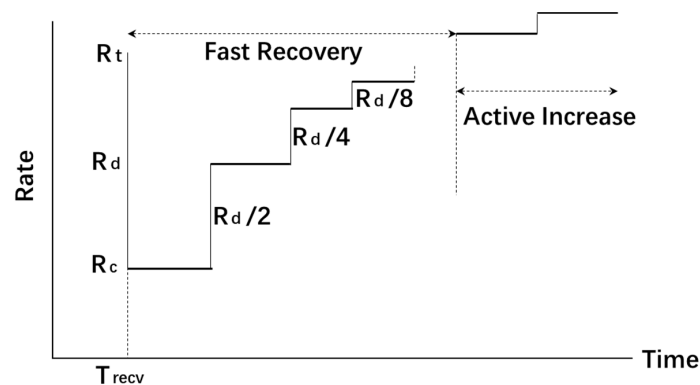 Rt
Fast Recovery
Rd/8
Active Increase
Rd/4
Rd
Rate
Rd/2
Rc
Time
Trecv